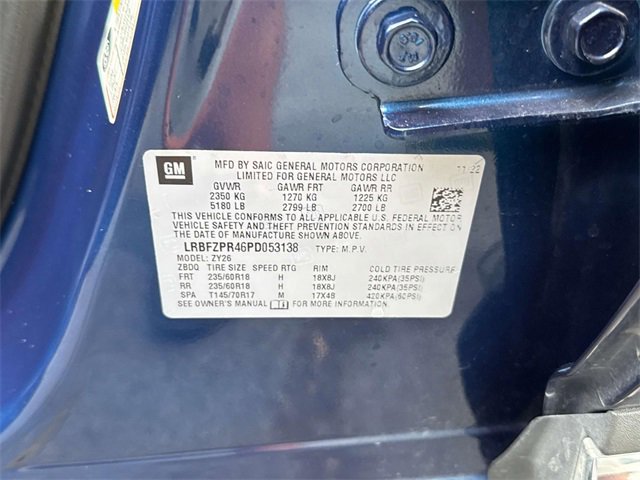 GM
MFD BY SAIC GENERAL MOTORS CORPORATION 11/22
LIMITED FOR GENERAL MOTORS LLC
GVWR GAWR FRT GAWR RR
2350 KG 1270 KG 1225 KG
5180 LB 2799 LB 2700 LB
THIS VEHICLE CONFORMS TO ALL APPLICABLE U.S. FEDERAL MOTOR
VEHICLE SAFETY AND THEFT PREVENTION STANDARDS IN EFFECT ON
THE DATE OF MANUFACTURE SHOWN ABOVE.
LRBFZPR46PD053138 TYPE: M.P.V.
MODEL: ZY26
ZBDQ TIRE SIZE SPEED RTG RIM COLD TIRE PRESSURE
FRT 235/60R18 H 18X8J 240KPA(35PSI)
RR 235/60R18 H 18X8J 240KPA(35PSI)
SPA T145/70R17 M 17X4B 420KPA(60PSI)
SEE OWNER'S MANUAL FOR MORE INFORMATION.